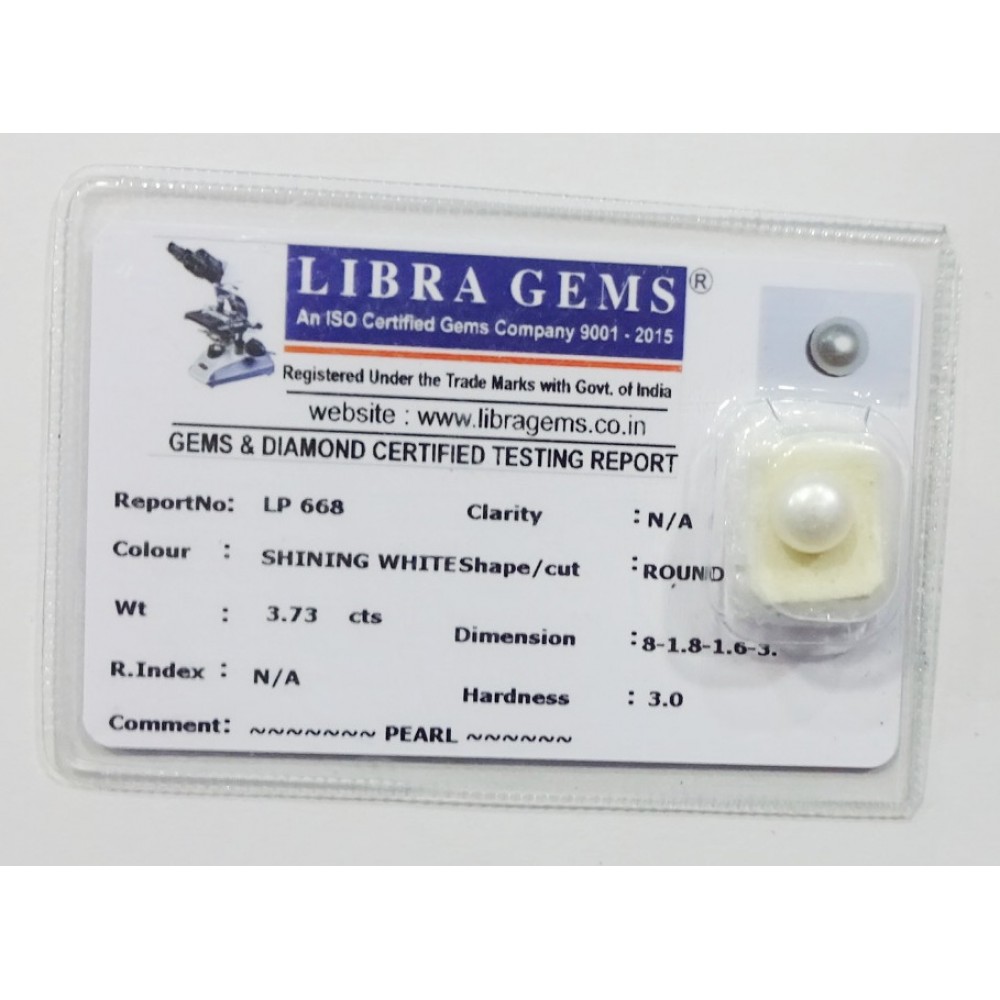 LIBRA GEMS ®
An ISO Certified Gems Company 9001 - 2015
Registered Under the Trade Marks with Govt. of India
website : www.libragems.co.in
GEMS & DIAMOND CERTIFIED TESTING REPORT
ReportNo: LP 668 Clarity : N/A
Colour : SHINING WHITE Shape/cut : ROUND
Wt : 3.73 cts Dimension : 8-1.8-1.6-3.
R.Index : N/A Hardness : 3.0
Comment: ~~~~~~~ PEARL ~~~~~~